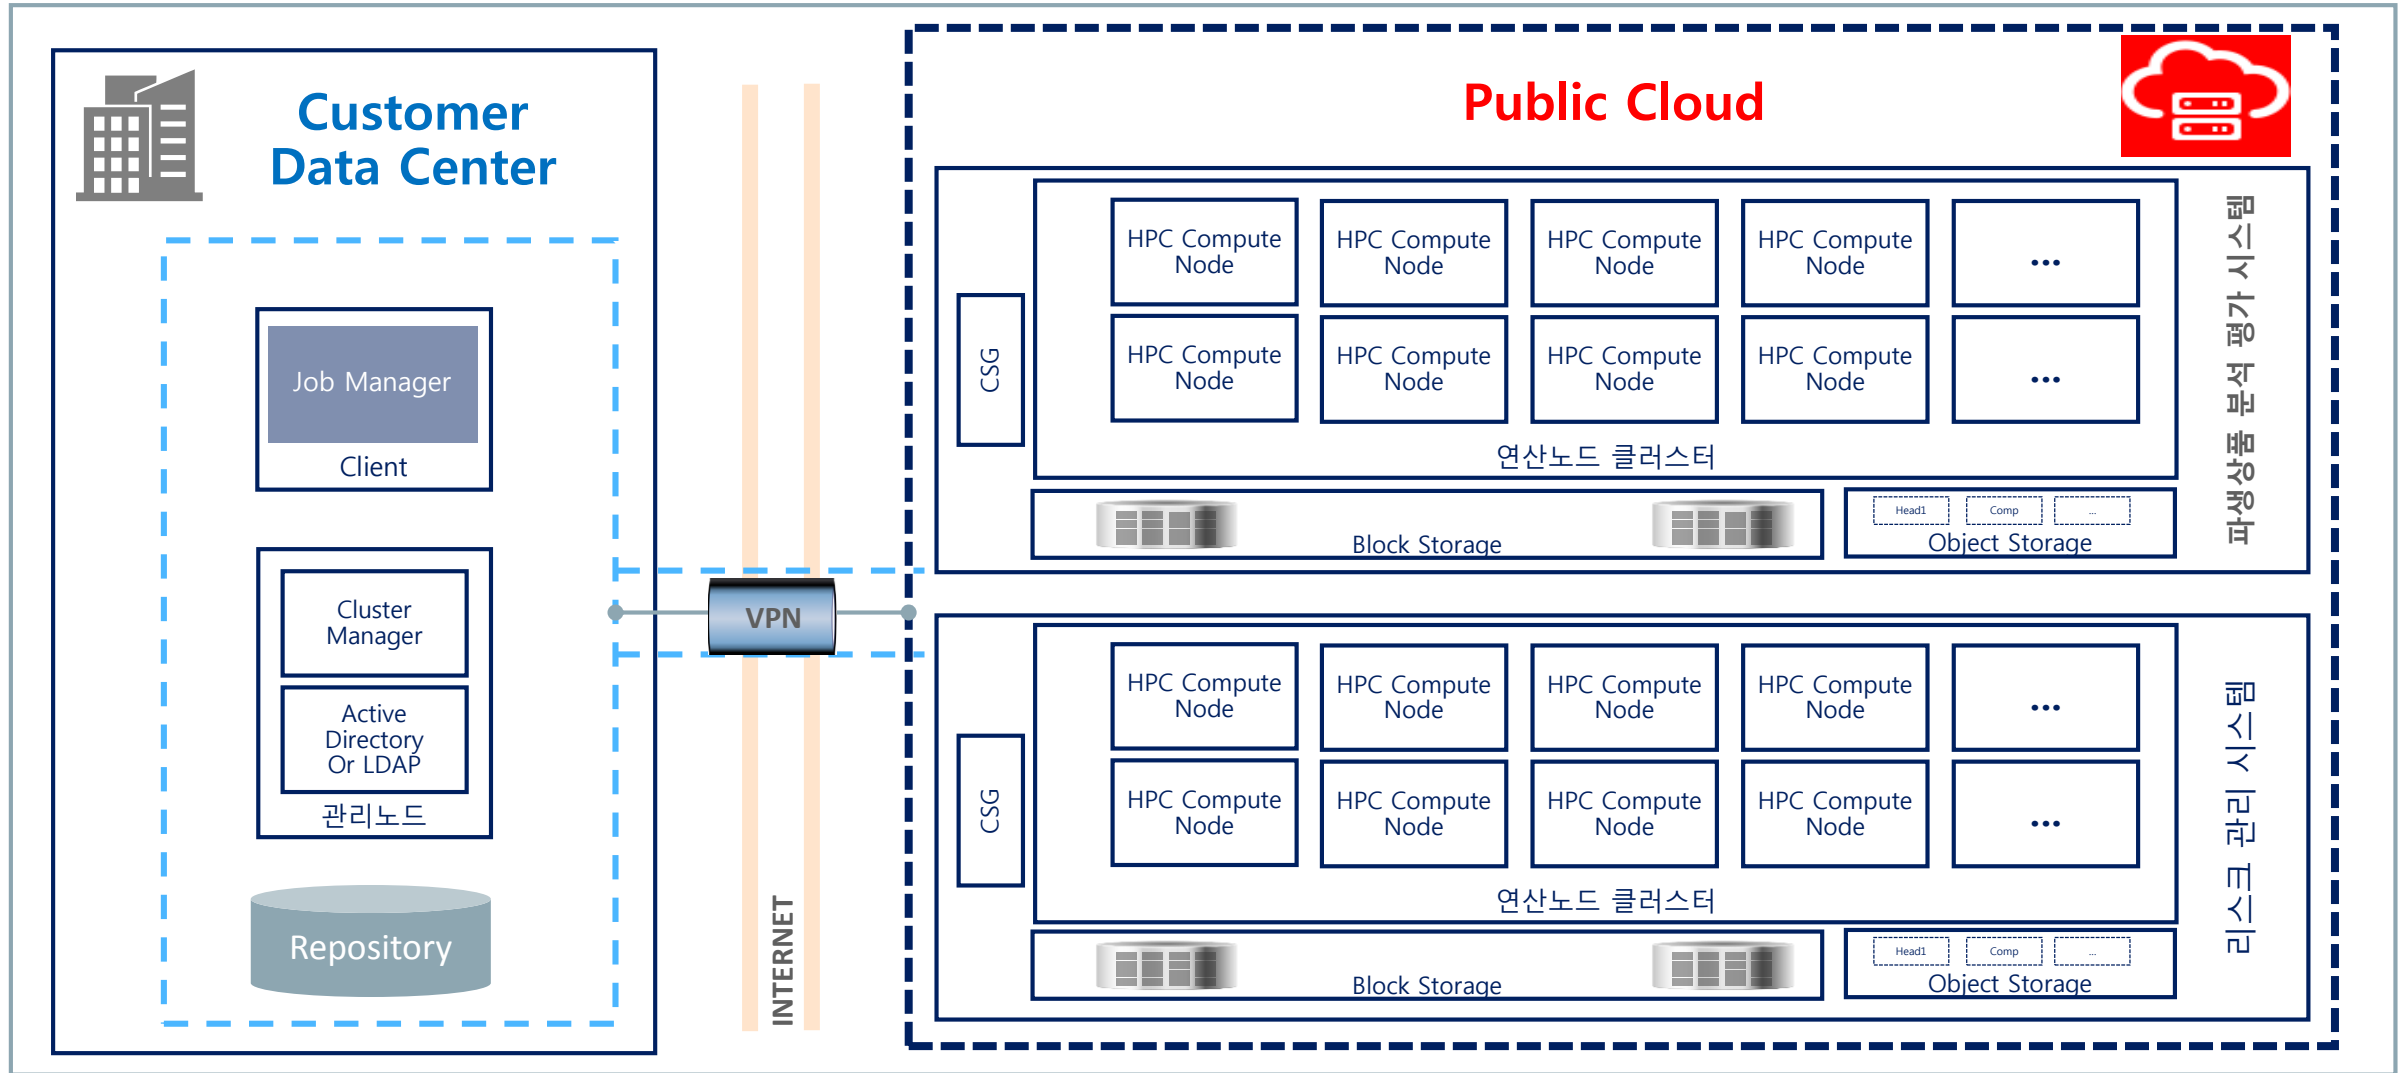 Customer
Data Center
Job Manager
Client
Cluster
Manager
Active
Directory
Or LDAP
관리노드
Repository
VPN
INTERNET
Public Cloud
CSG
HPC Compute
Node
HPC Compute
Node
HPC Compute
Node
HPC Compute
Node
...
HPC Compute
Node
HPC Compute
Node
HPC Compute
Node
HPC Compute
Node
...
연산노드 클러스터
Block Storage
Head1
Comp
...
Object Storage
파생상품 분석 평가 시스템
CSG
HPC Compute
Node
HPC Compute
Node
HPC Compute
Node
HPC Compute
Node
...
HPC Compute
Node
HPC Compute
Node
HPC Compute
Node
HPC Compute
Node
...
연산노드 클러스터
Block Storage
Head1
Comp
...
Object Storage
리스크 관리 시스템